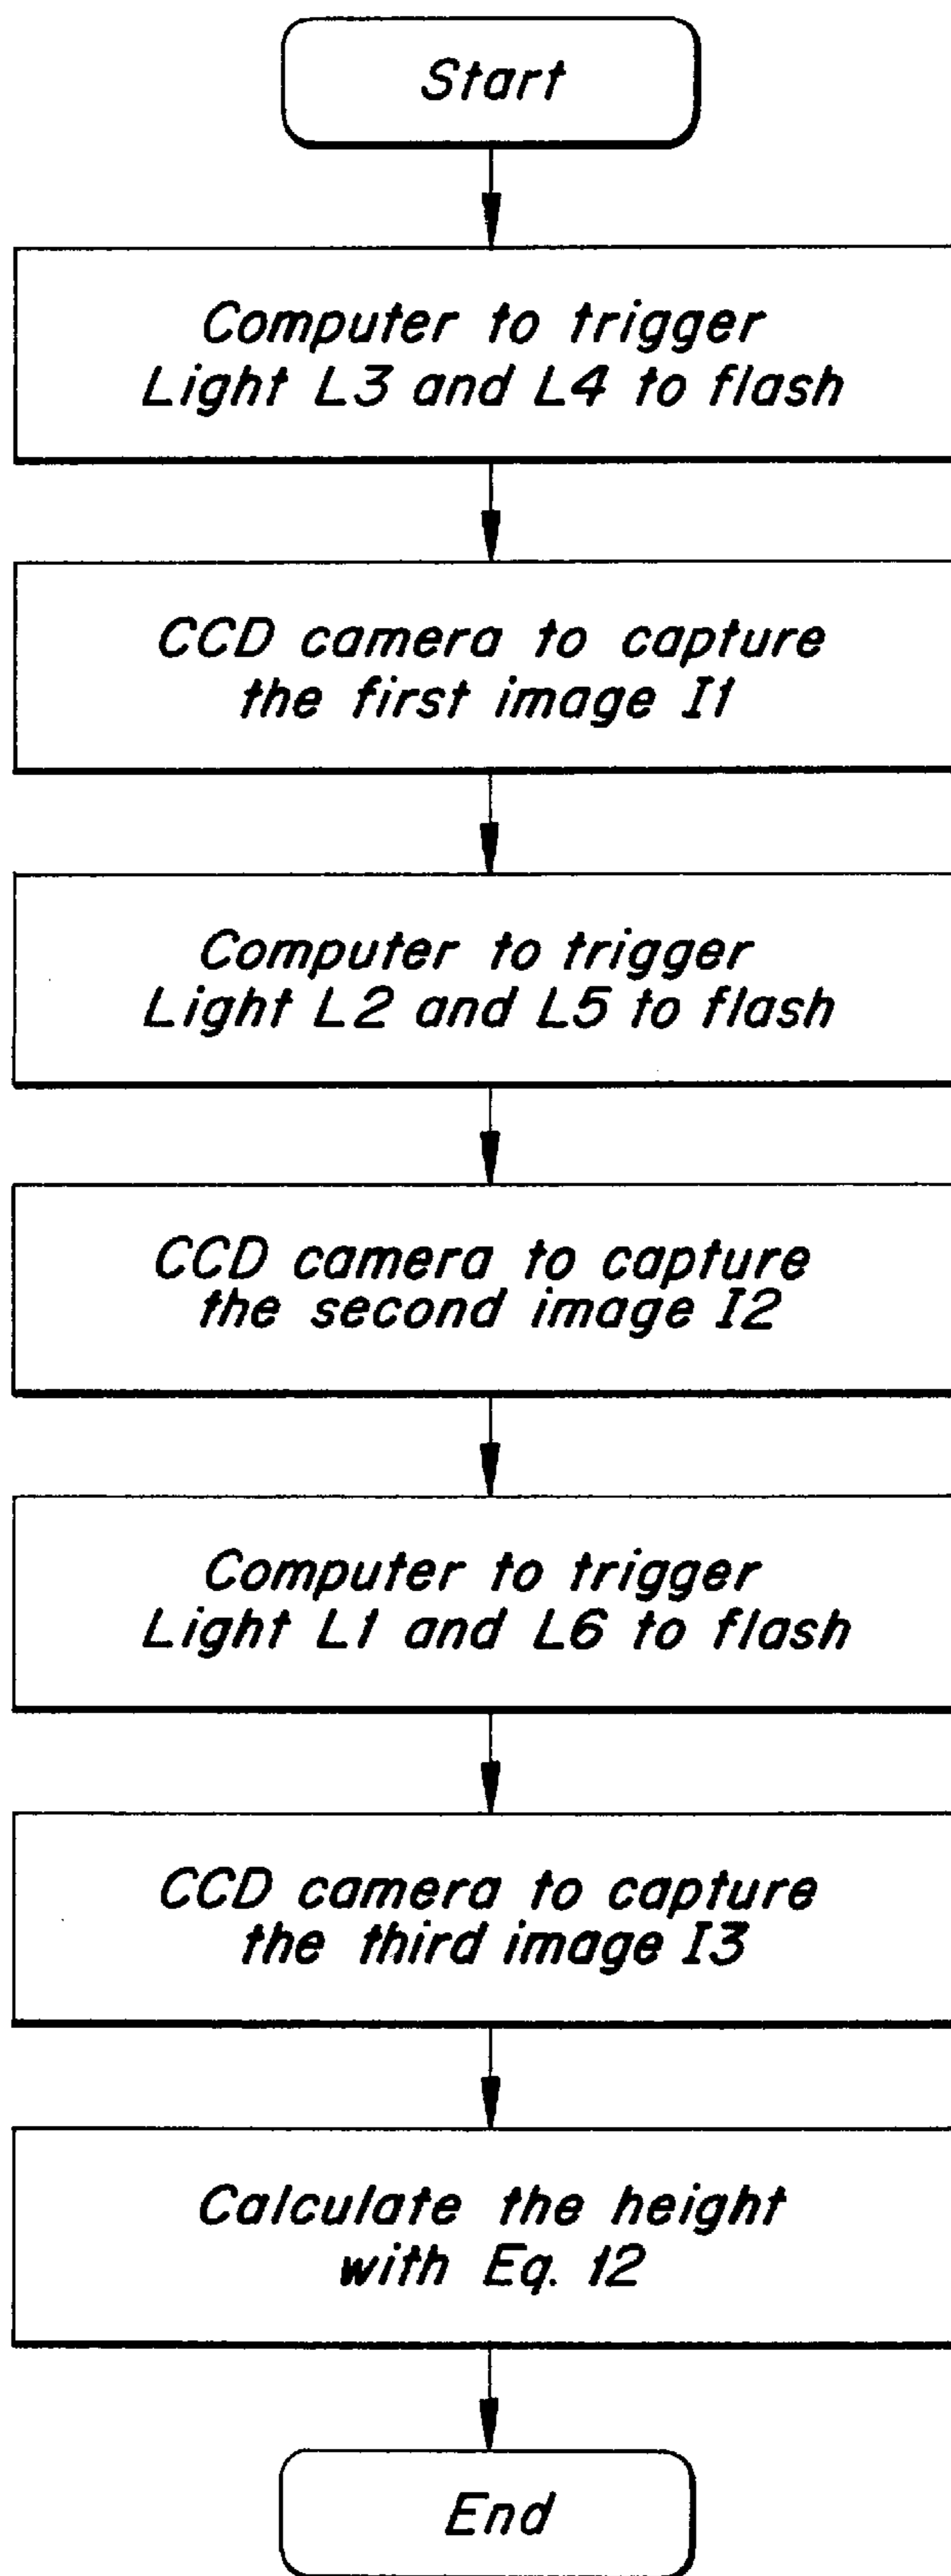 Start
Computer to trigger
Light L3 and L4 to flash
CCD camera to capture
the first image I1
Computer to trigger
Light L2 and L5 to flash
CCD camera to capture
the second image I2
Computer to trigger
Light L1 and L6 to flash
CCD camera to capture
the third image I3
Calculate the height
with Eq. 12
End